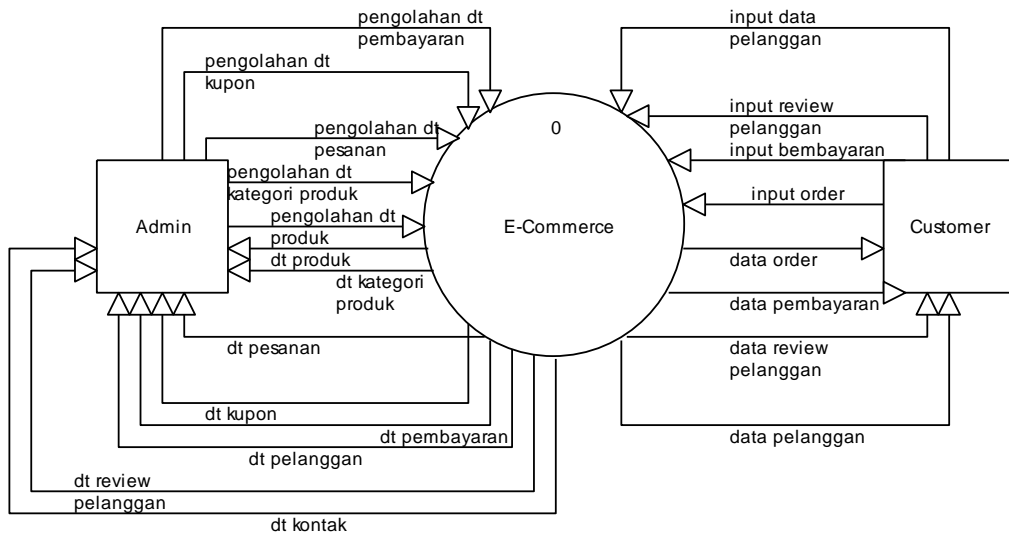 pengolahan dt
pembayaran
input data
pelanggan
pengolahan dt
kupon
input review
pelanggan
0
pengolahan dt
pesanan
input bembayaran
pengolahan dt
kategori produk
input order
pengolahan dt
produk
Admin
E-Commerce
Customer
dt produk
data order
dt kategori
produk
data pembayaran
dt pesanan
data review
pelanggan
dt kupon
dt pembayaran
data pelanggan
dt pelanggan
dt review
pelanggan
dt kontak